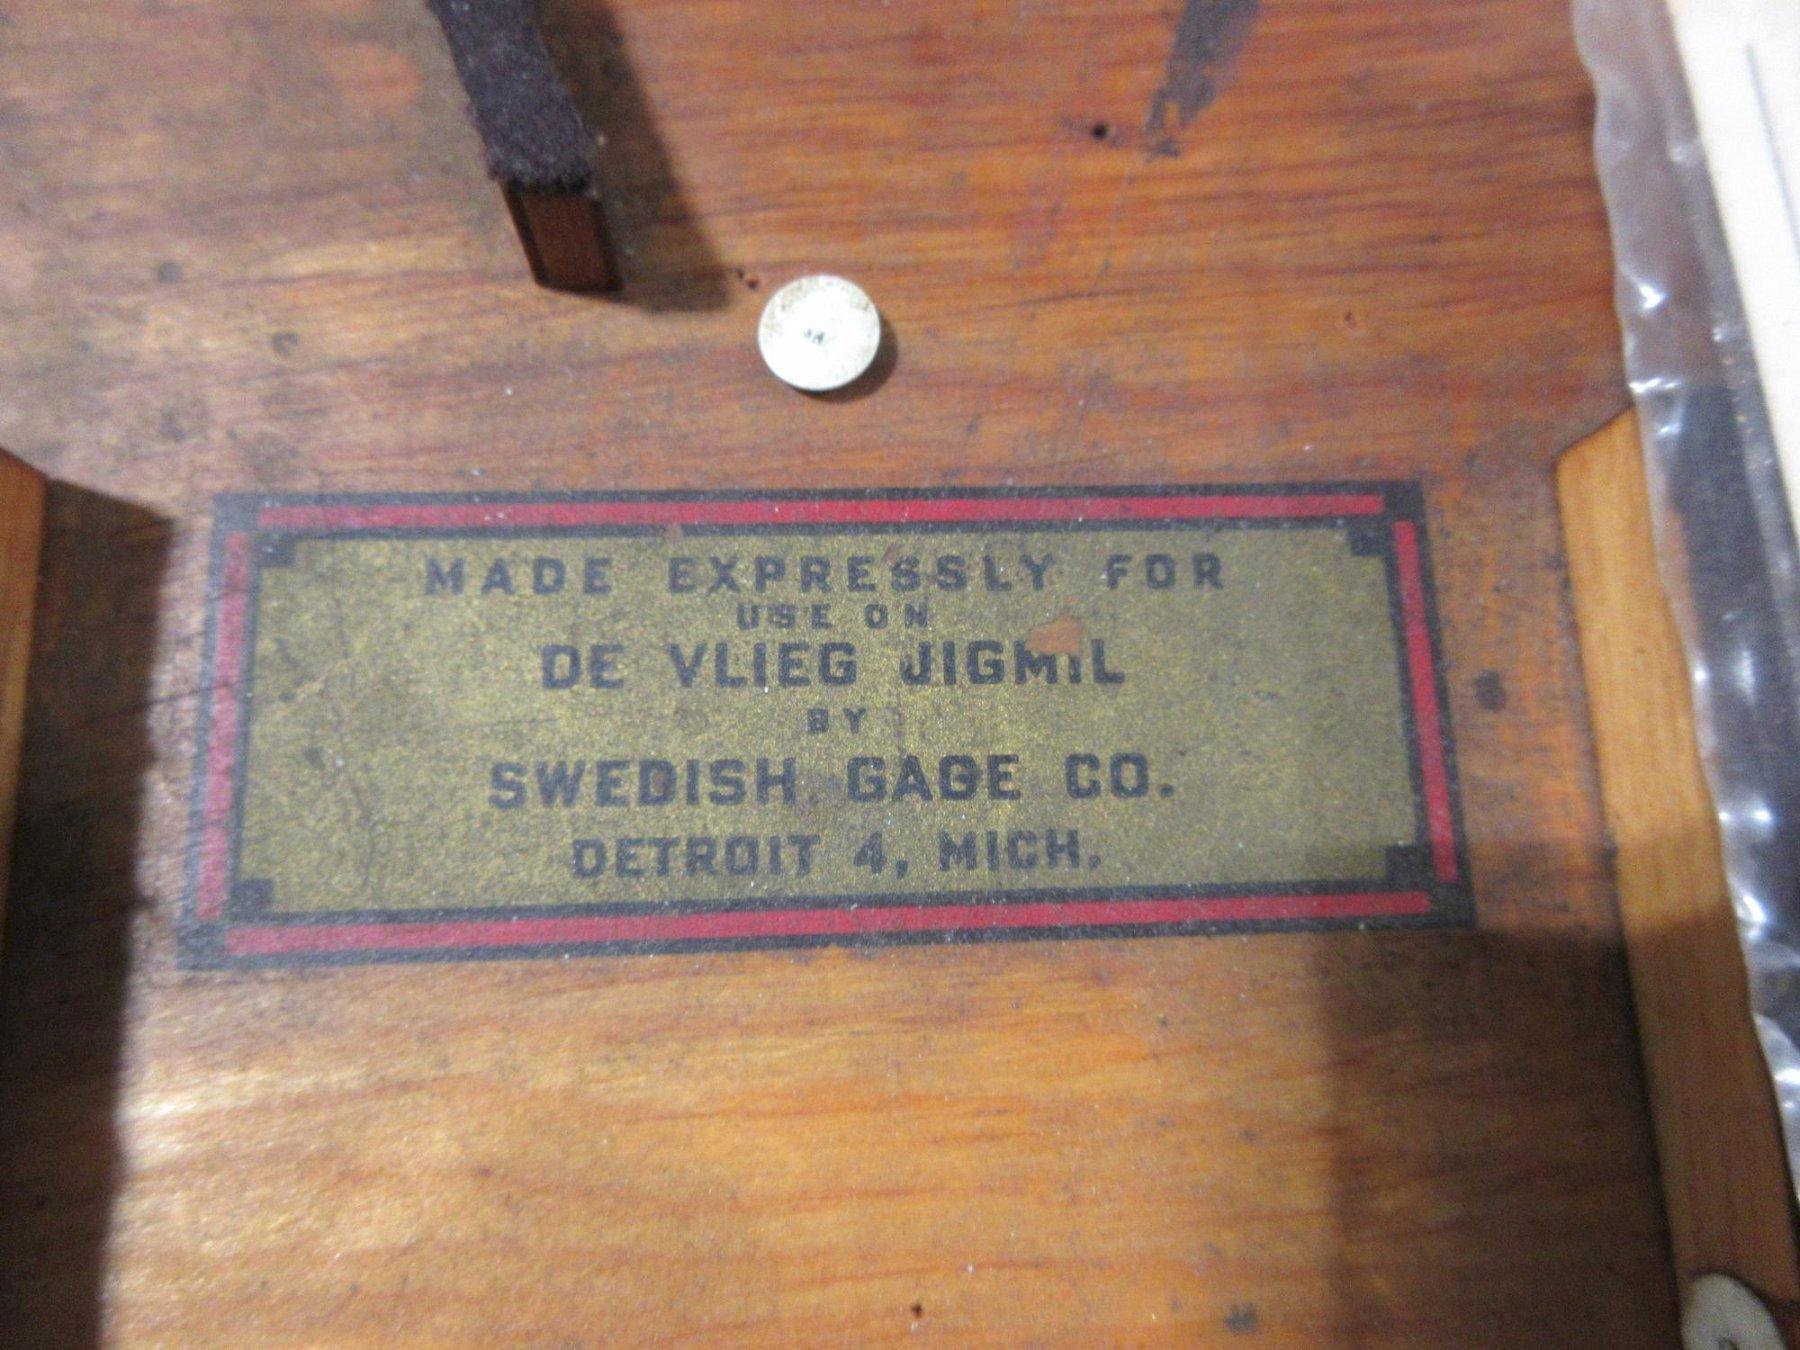 MADE EXPRESSLY FOR
USE ON
DE VLIEG JIGMIL
BY
SWEDISH GAGE CO.
DETROIT 4, MICH.